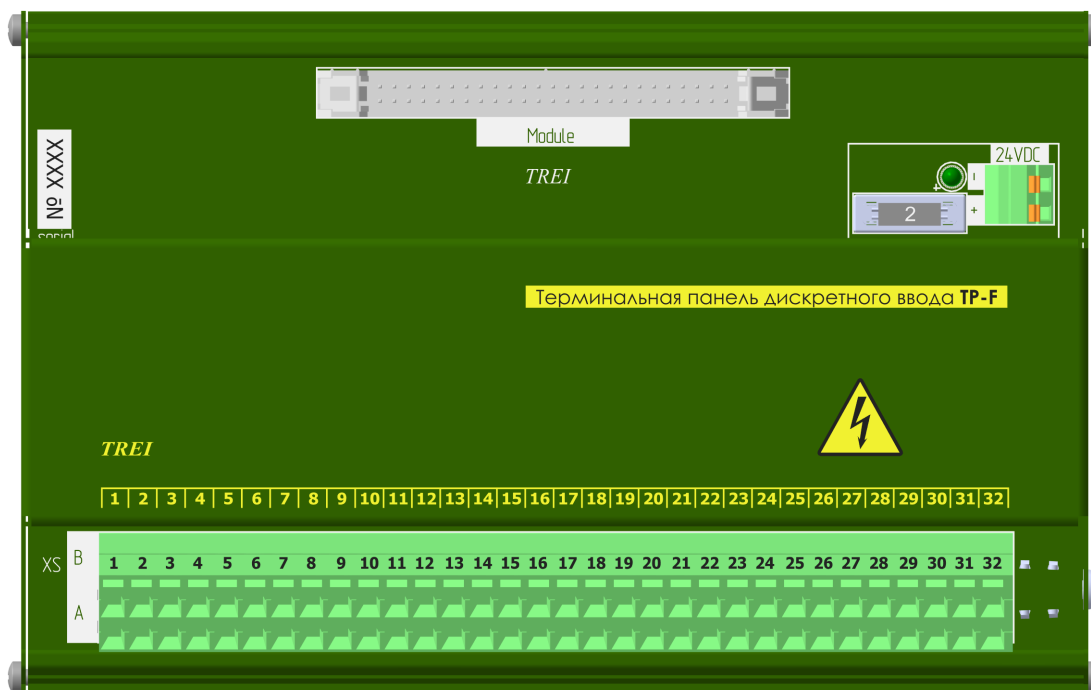 Module
TREI
24VDC
-
+
+
2
№ XXXX
Терминальная панель дискретного ввода TP-F
TREI
1 2 3 4 5 6 7 8 9 10 11 12 13 14 15 16 17 18 19 20 21 22 23 24 25 26 27 28 29 30 31 32
XS
B
1 2 3 4 5 6 7 8 9 10 11 12 13 14 15 16 17 18 19 20 21 22 23 24 25 26 27 28 29 30 31 32
A